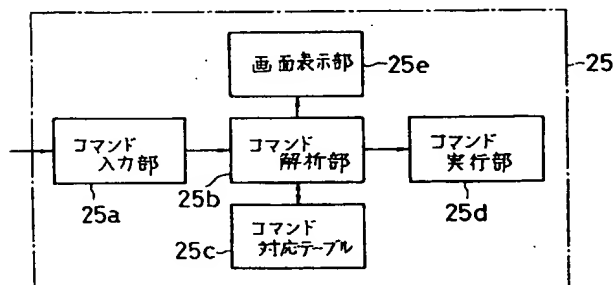 画面表示部
25e
25
コマンド
入力部
25a
コマンド
解析部
25b
コマンド
実行部
25d
コマンド
対応テーブル
25c